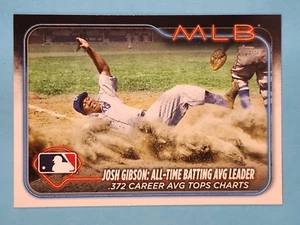 MLB
JOSH GIBSON: ALL-TIME BATTING AVG LEADER
.372 CAREER AVG TOPS CHARTS